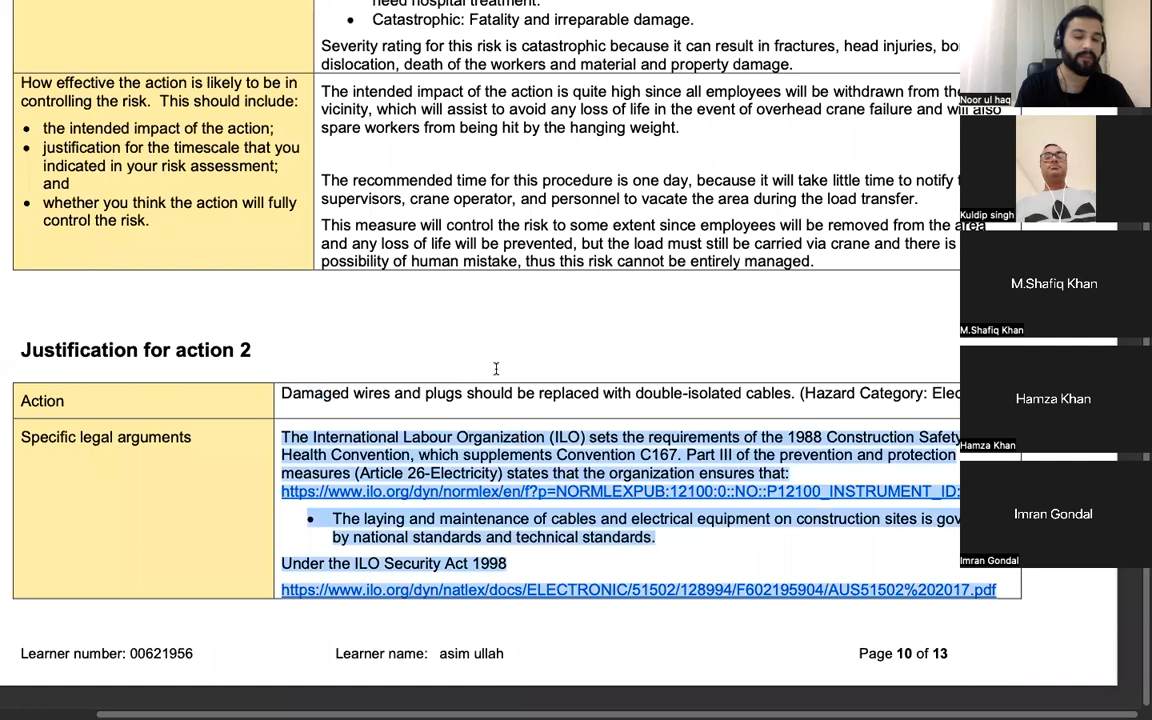 need hospital treatment.
• Catastrophic: Fatality and irreparable damage.
Severity rating for this risk is catastrophic because it can result in fractures, head injuries,
dislocation, death of the workers and material and property damage.
How effective the action is likely to be in
controlling the risk. This should include:
• the intended impact of the action;
• justification for the timescale that you
indicated in your risk assessment;
and
• whether you think the action will fully
control the risk.
The intended impact of the action is quite high since all employees will be withdrawn from the
vicinity, which will assist to avoid any loss of life in the event of overhead crane failure and will also
spare workers from being hit by the hanging weight.
The recommended time for this procedure is one day, because it will take little time to notify
supervisors, crane operator, and personnel to vacate the area during the load transfer.
This measure will control the risk to some extent since employees will be removed from the area
and any loss of life will be prevented, but the load must still be carried via crane and there is
possibility of human mistake, thus this risk cannot be entirely managed.
Justification for action 2
Action
Damaged wires and plugs should be replaced with double-isolated cables. (Hazard Category:
Specific legal arguments
The International Labour Organization (ILO) sets the requirements of the 1988 Construction Safety
Health Convention, which supplements Convention C167. Part III of the prevention and protection
measures (Article 26-Electricity) states that the organization ensures that:
https://www.ilo.org/dyn/normlex/en/f?p=NORMLEXPUB:12100:0::NO::P12100_INSTRUMENT_ID:
• The laying and maintenance of cables and electrical equipment on construction sites is
by national standards and technical standards.
Under the ILO Security Act 1998
https://www.ilo.org/dyn/natlex/docs/ELECTRONIC/51502/128994/F602195904/AUS51502%202017.pdf
Learner number: 00621956
Learner name: asim ullah
Page 10 of 13
Noor ul haq
Kuldip singh
M.Shafiq Khan
M.Shafiq Khan
Hamza Khan
Hamza Khan
Imran Gondal
Imran Gondal